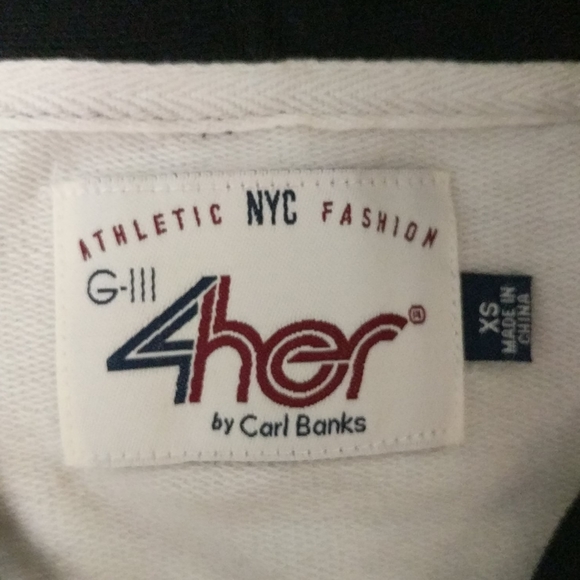 ATHLETIC NYC FASHION
G-III
4her®
by Carl Banks
XS
MADE IN
CHINA